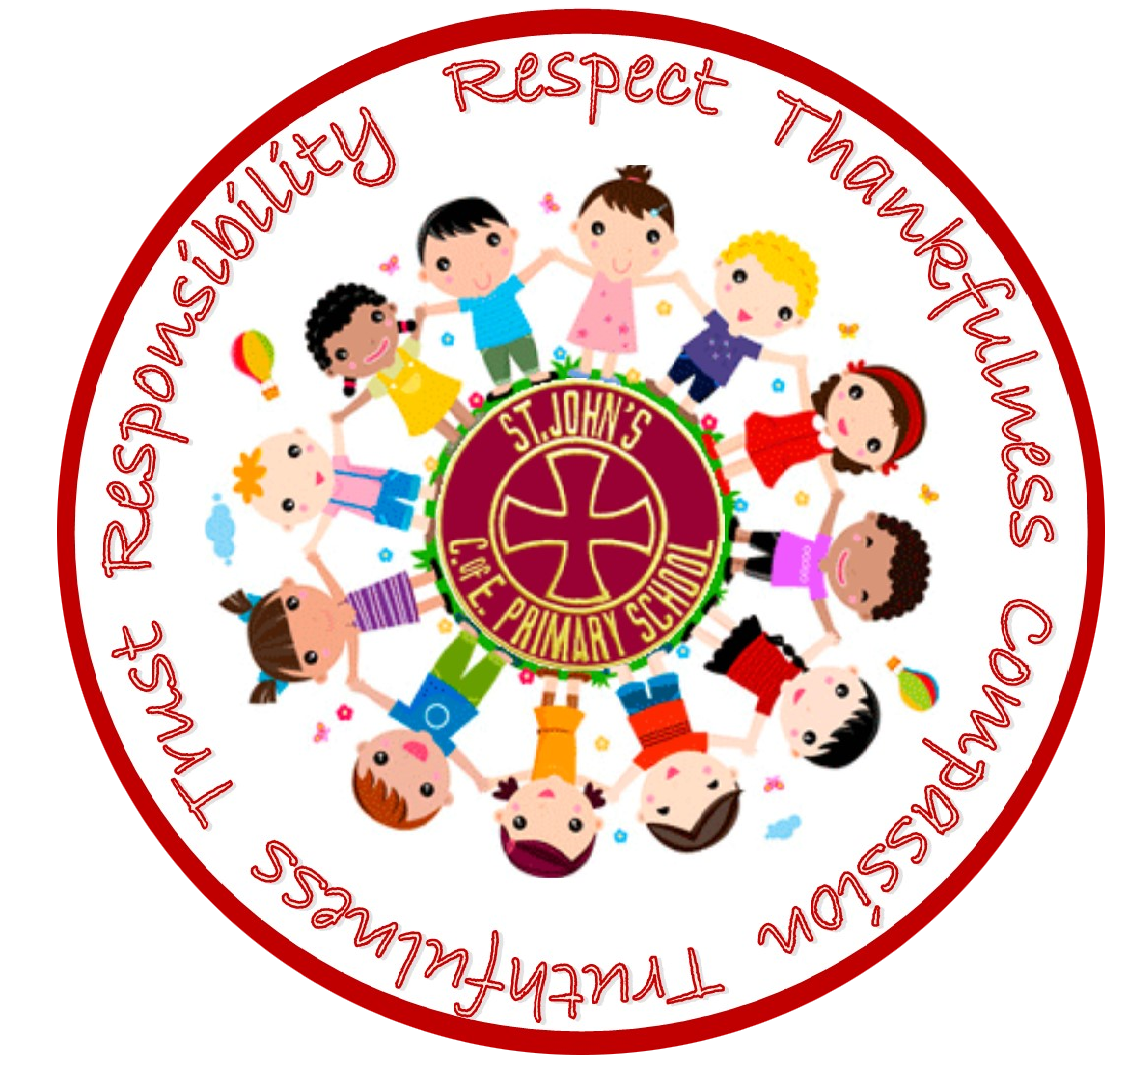 Respect
Thankfulness
Compassion
Truthfulness
Trust
Responsibility
ST. JOHN'S
C. OF E. PRIMARY SCHOOL